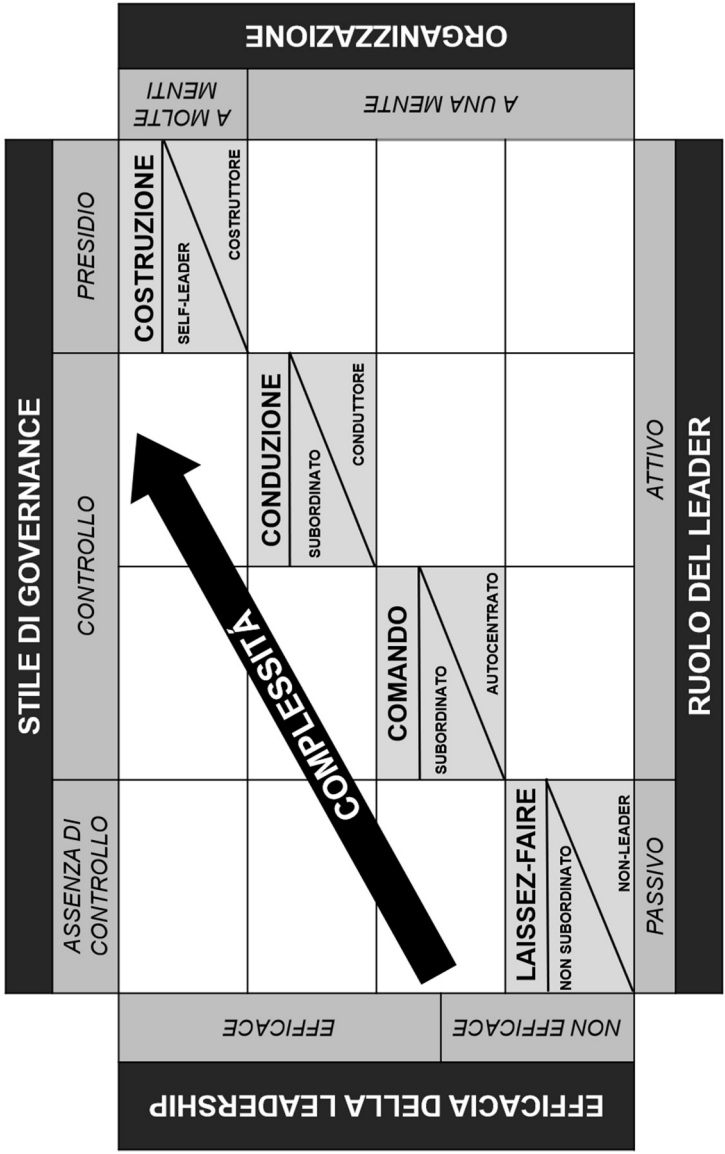 STILE DI GOVERNANCE
ASSENZA DI
CONTROLLO
CONTROLLO
PRESIDIO
EFFICACIA DELLA LEADERSHIP
EFFICACE
NON EFFICACE
ORGANIZZAZIONE
A MOLTE
MENTI
A UNA MENTE
COSTRUZIONE
SELF-LEADER
COSTRUTTORE
CONDUZIONE
SUBORDINATO
CONDUTTORE
COMANDO
SUBORDINATO
AUTOCENTRATO
LAISSEZ-FAIRE
NON SUBORDINATO
NON-LEADER
COMPLESSITÁ
PASSIVO
ATTIVO
RUOLO DEL LEADER